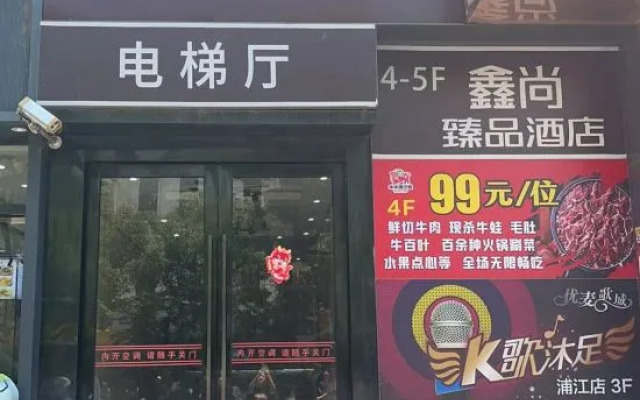 电梯厅
4-5F 鑫尚
臻品酒店
4F 99元/位
鲜切牛肉 现杀牛蛙 毛肚
牛百叶 百余种火锅涮菜
水果点心等 全场无限畅吃
优麦歌城
K歌沐足
浦江店 3F
内开空调 请随手关门
内开空调 请随手关门